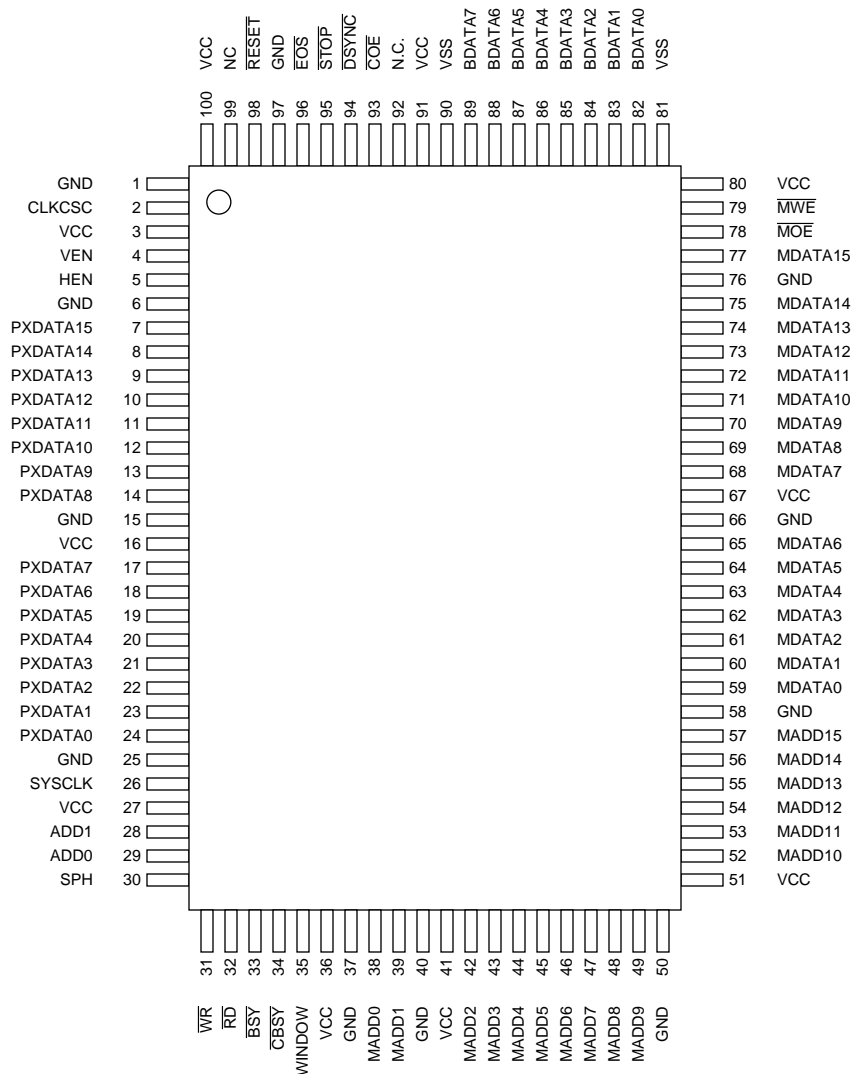 VCC NC RESET GND EOS STOP DSYNC COE N.C. VCC VSS BDATA7 BDATA6 BDATA5 BDATA4 BDATA3 BDATA2 BDATA1 BDATA0 VSS
100 99 98 97 96 95 94 93 92 91 90 89 88 87 86 85 84 83 82 81
GND 1 80 VCC
CLKCSC 2 79 MWE
VCC 3 78 MOE
VEN 4 77 MDATA15
HEN 5 76 GND
GND 6 75 MDATA14
PXDATA15 7 74 MDATA13
PXDATA14 8 73 MDATA12
PXDATA13 9 72 MDATA11
PXDATA12 10 71 MDATA10
PXDATA11 11 70 MDATA9
PXDATA10 12 69 MDATA8
PXDATA9 13 68 MDATA7
PXDATA8 14 67 VCC
GND 15 66 GND
VCC 16 65 MDATA6
PXDATA7 17 64 MDATA5
PXDATA6 18 63 MDATA4
PXDATA5 19 62 MDATA3
PXDATA4 20 61 MDATA2
PXDATA3 21 60 MDATA1
PXDATA2 22 59 MDATA0
PXDATA1 23 58 GND
PXDATA0 24 57 MADD15
GND 25 56 MADD14
SYSCLK 26 55 MADD13
VCC 27 54 MADD12
ADD1 28 53 MADD11
ADD0 29 52 MADD10
SPH 30 51 VCC
31 32 33 34 35 36 37 38 39 40 41 42 43 44 45 46 47 48 49 50
WR RD BSY CBSY WINDOW VCC GND MADD0 MADD1 GND VCC MADD2 MADD3 MADD4 MADD5 MADD6 MADD7 MADD8 MADD9 GND